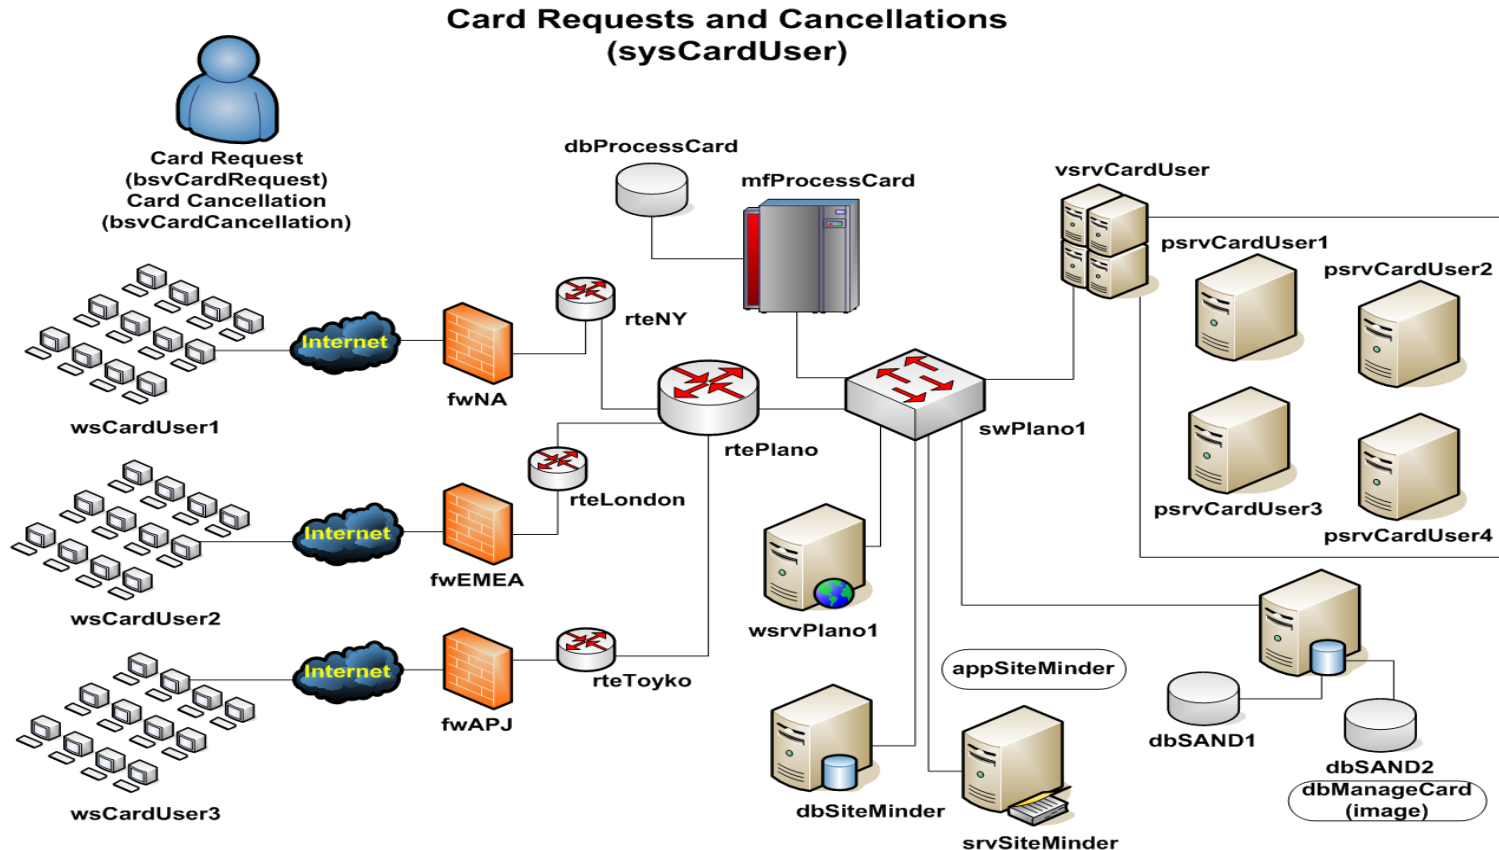 Card Requests and Cancellations
(sysCardUser)
Card Request
(bsvCardRequest)
Card Cancellation
(bsvCardCancellation)
dbProcessCard
mfProcessCard
vsrvCardUser
psrvCardUser1
psrvCardUser2
psrvCardUser3
psrvCardUser4
wsCardUser1
Internet
fwNA
rteNY
rtePlano
swPlano1
wsCardUser2
Internet
fwEMEA
rteLondon
wsCardUser3
Internet
fwAPJ
rteToyko
wsrvPlano1
appSiteMinder
dbSiteMinder
srvSiteMinder
dbSAND1
dbSAND2
dbManageCard
(image)